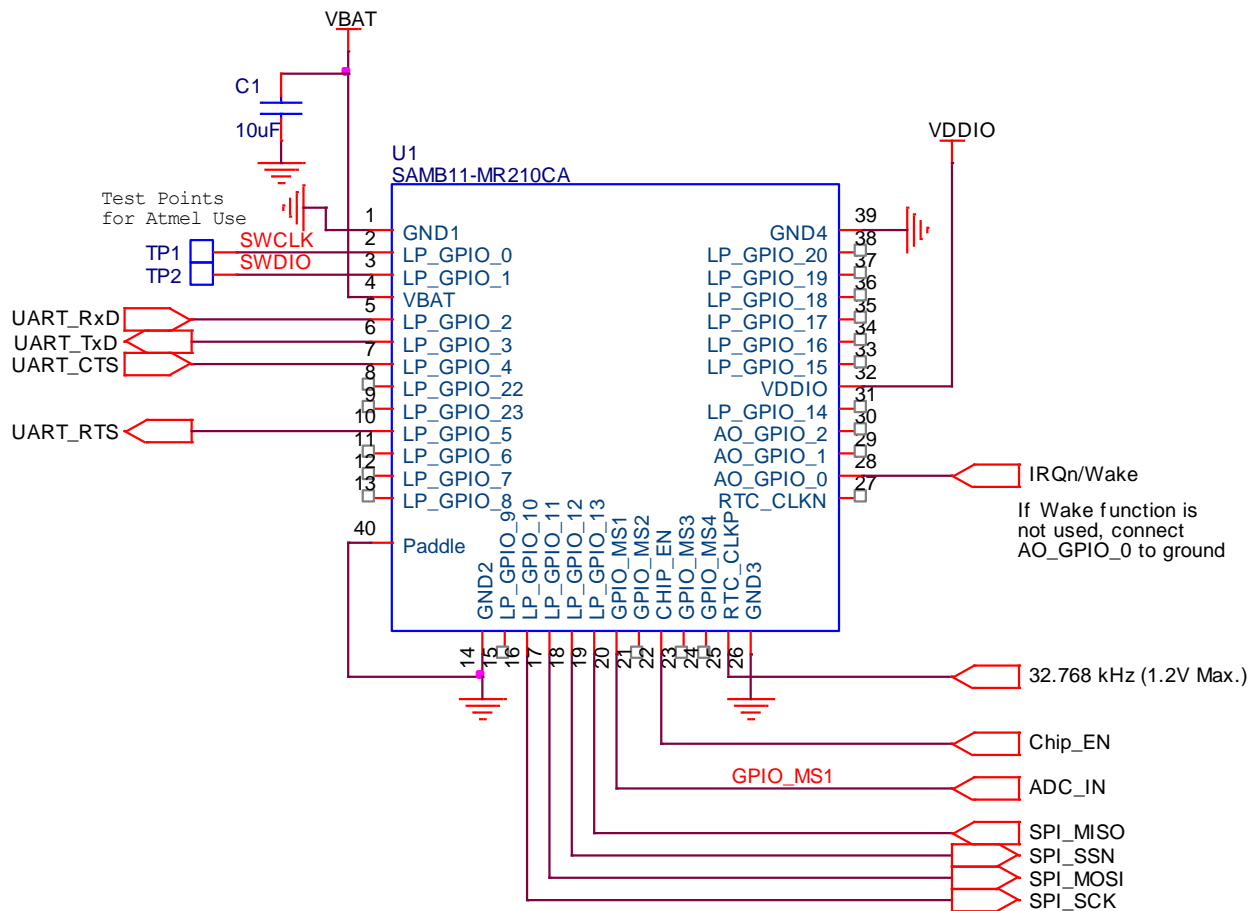 VBAT
C1
10uF
VDDIO
U1
SAMB11-MR210CA
Test Points
for Atmel Use
TP1
SWCLK
TP2
SWDIO
UART_RxD
UART_TxD
UART_CTS
UART_RTS
1
GND1
2
LP_GPIO_0
3
LP_GPIO_1
4
VBAT
5
LP_GPIO_2
6
LP_GPIO_3
7
LP_GPIO_4
8
LP_GPIO_22
9
LP_GPIO_23
10
LP_GPIO_5
11
LP_GPIO_6
12
LP_GPIO_7
13
LP_GPIO_8
40
Paddle
39
GND4
38
LP_GPIO_20
37
LP_GPIO_19
36
LP_GPIO_18
35
LP_GPIO_17
34
LP_GPIO_16
33
LP_GPIO_15
32
VDDIO
31
LP_GPIO_14
30
AO_GPIO_2
29
AO_GPIO_1
28
AO_GPIO_0
27
RTC_CLKN
IRQn/Wake
If Wake function is
not used, connect
AO_GPIO_0 to ground
GND2
LP_GPIO_9
LP_GPIO_10
LP_GPIO_11
LP_GPIO_12
LP_GPIO_13
GPIO_MS1
GPIO_MS2
CHIP_EN
GPIO_MS3
GPIO_MS4
RTC_CLKP
GND3
14
15
16
17
18
19
20
21
22
23
24
25
26
32.768 kHz (1.2V Max.)
Chip_EN
GPIO_MS1
ADC_IN
SPI_MISO
SPI_SSN
SPI_MOSI
SPI_SCK